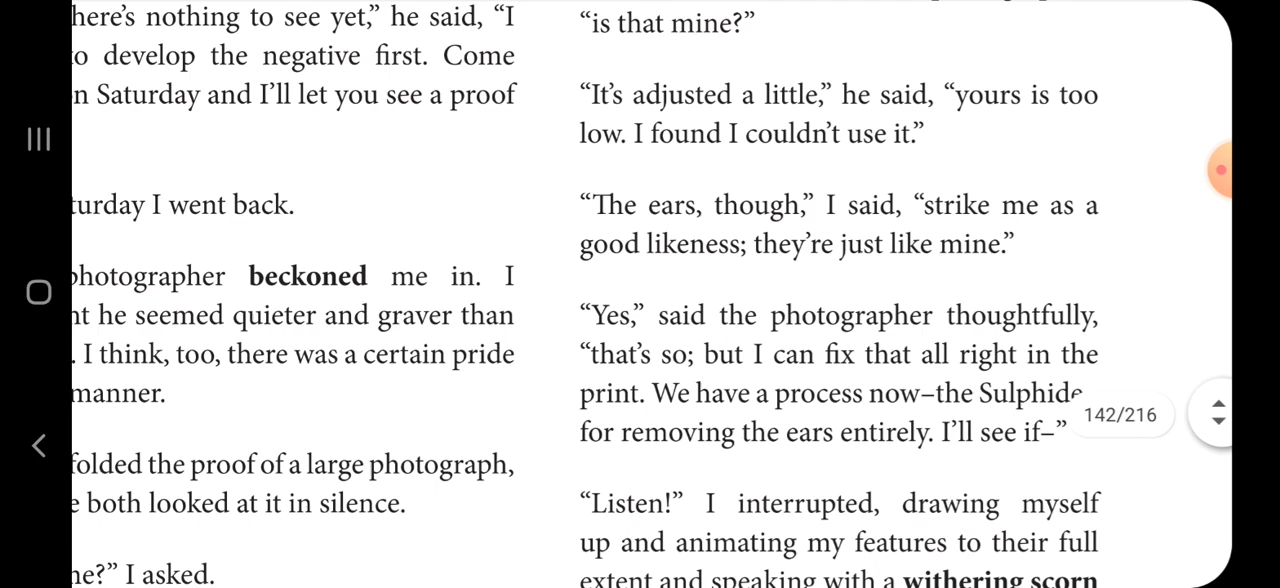 here's nothing to see yet,” he said, “I
to develop the negative first. Come
on Saturday and I'll let you see a proof
turday I went back.
photographer beckoned me in. I
ht he seemed quieter and graver than
. I think, too, there was a certain pride
manner.
folded the proof of a large photograph,
e both looked at it in silence.
me?” I asked.
“is that mine?”
“It's adjusted a little,” he said, “yours is too
low. I found I couldn't use it.”
“The ears, though,” I said, “strike me as a
good likeness; they're just like mine.”
“Yes,” said the photographer thoughtfully,
“that's so; but I can fix that all right in the
print. We have a process now–the Sulphide
for removing the ears entirely. I'll see if–”
“Listen!” I interrupted, drawing myself
up and animating my features to their full
extent and speaking with a withering scorn
142/216